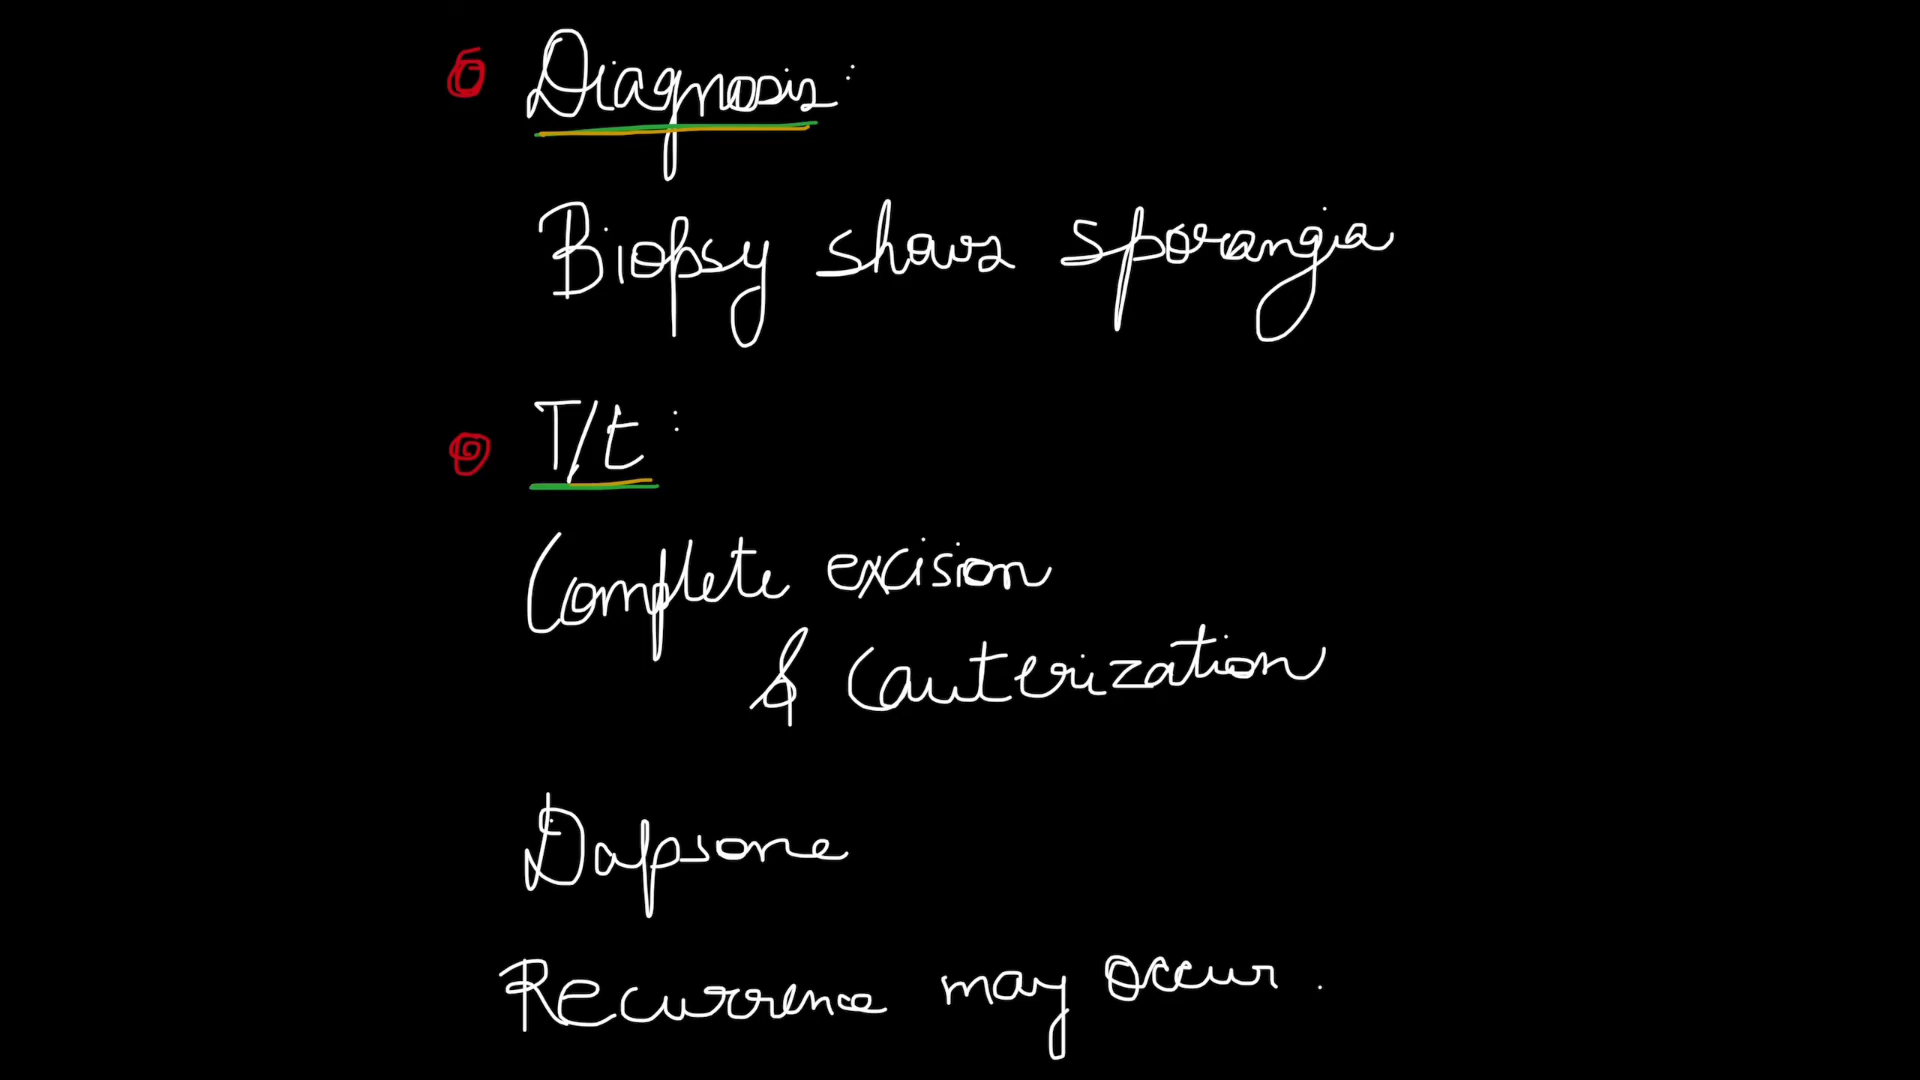 Diagnosis:
Biopsy shows sporangia
T/t:
Complete excision
& Cauterization
Dapsone
Recurrence may occur.